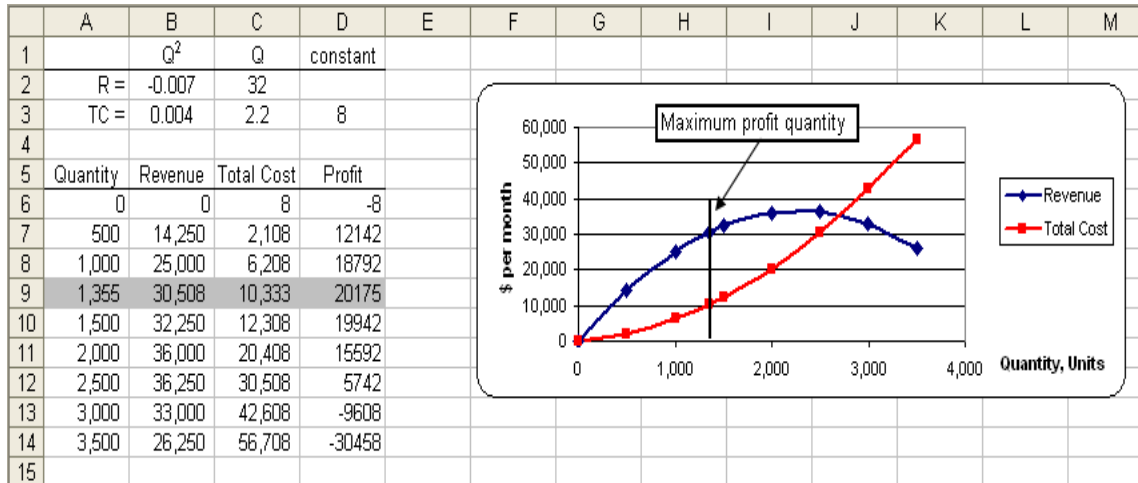 A B C D E F G H I J K L M
1 Q² Q constant
2 R = -0.007 32
3 TC = 0.004 2.2 8
4
5 Quantity Revenue Total Cost Profit
6 0 0 8 -8
7 500 14,250 2,108 12142
8 1,000 25,000 6,208 18792
9 1,355 30,508 10,333 20175
10 1,500 32,250 12,308 19942
11 2,000 36,000 20,408 15592
12 2,500 36,250 30,508 5742
13 3,000 33,000 42,608 -9608
14 3,500 26,250 56,708 -30458
15
Maximum profit quantity
$ per month
60,000
50,000
40,000
30,000
20,000
10,000
0
0 1,000 2,000 3,000 4,000
Quantity, Units
Revenue
Total Cost